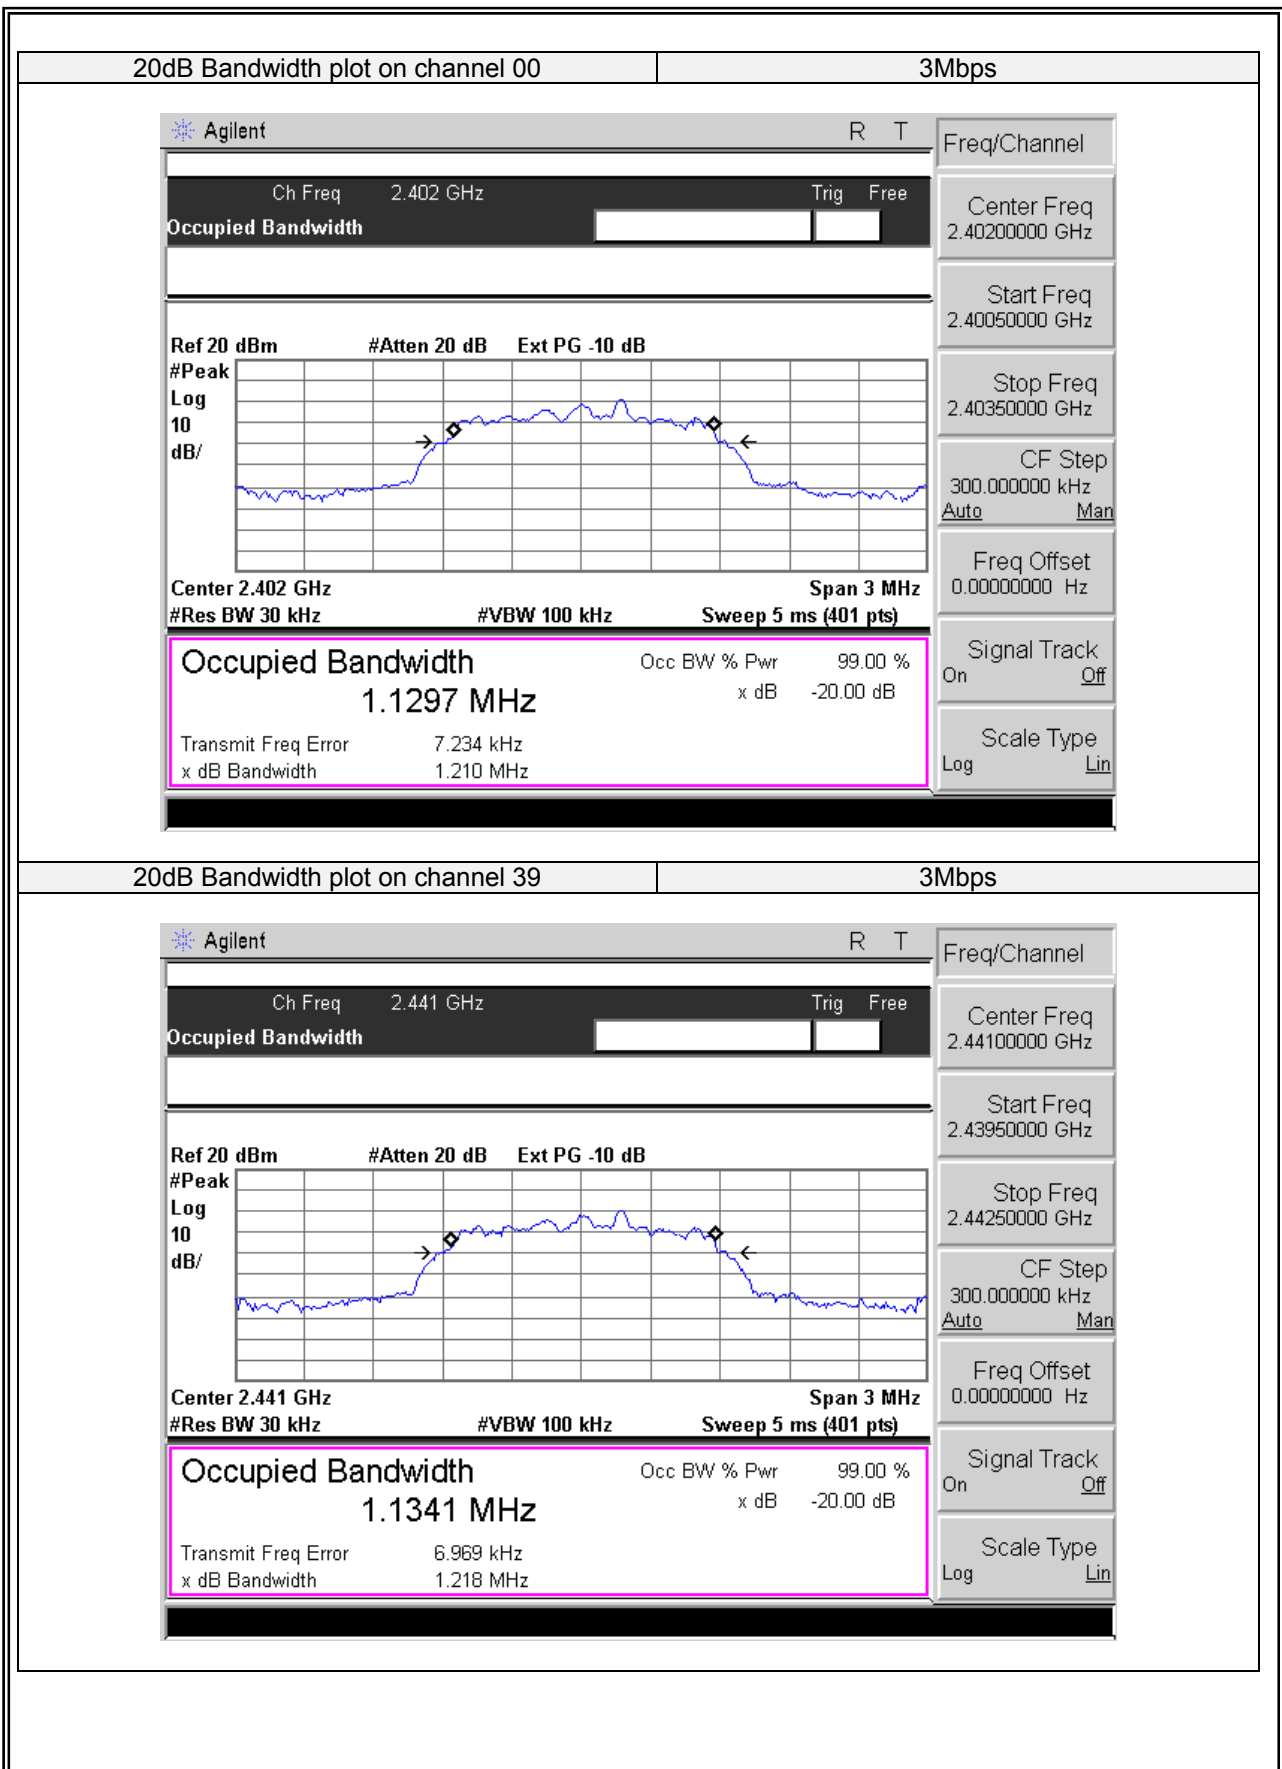 20dB Bandwidth plot on channel 00 3Mbps
Agilent R T
Freq/Channel
Ch Freq 2.402 GHz Trig Free
Occupied Bandwidth
Center Freq
2.40200000 GHz
Start Freq
2.40050000 GHz
Stop Freq
2.40350000 GHz
CF Step
300.000000 kHz
Auto Man
Freq Offset
0.00000000 Hz
Signal Track
On Off
Scale Type
Log Lin
Ref 20 dBm #Atten 20 dB Ext PG -10 dB
#Peak
Log
10
dB/
Center 2.402 GHz Span 3 MHz
#Res BW 30 kHz #VBW 100 kHz Sweep 5 ms (401 pts)
Occupied Bandwidth Occ BW % Pwr 99.00 %
1.1297 MHz x dB -20.00 dB
Transmit Freq Error 7.234 kHz
x dB Bandwidth 1.210 MHz
20dB Bandwidth plot on channel 39 3Mbps
Agilent R T
Freq/Channel
Ch Freq 2.441 GHz Trig Free
Occupied Bandwidth
Center Freq
2.44100000 GHz
Start Freq
2.43950000 GHz
Stop Freq
2.44250000 GHz
CF Step
300.000000 kHz
Auto Man
Freq Offset
0.00000000 Hz
Signal Track
On Off
Scale Type
Log Lin
Ref 20 dBm #Atten 20 dB Ext PG -10 dB
#Peak
Log
10
dB/
Center 2.441 GHz Span 3 MHz
#Res BW 30 kHz #VBW 100 kHz Sweep 5 ms (401 pts)
Occupied Bandwidth Occ BW % Pwr 99.00 %
1.1341 MHz x dB -20.00 dB
Transmit Freq Error 6.969 kHz
x dB Bandwidth 1.218 MHz